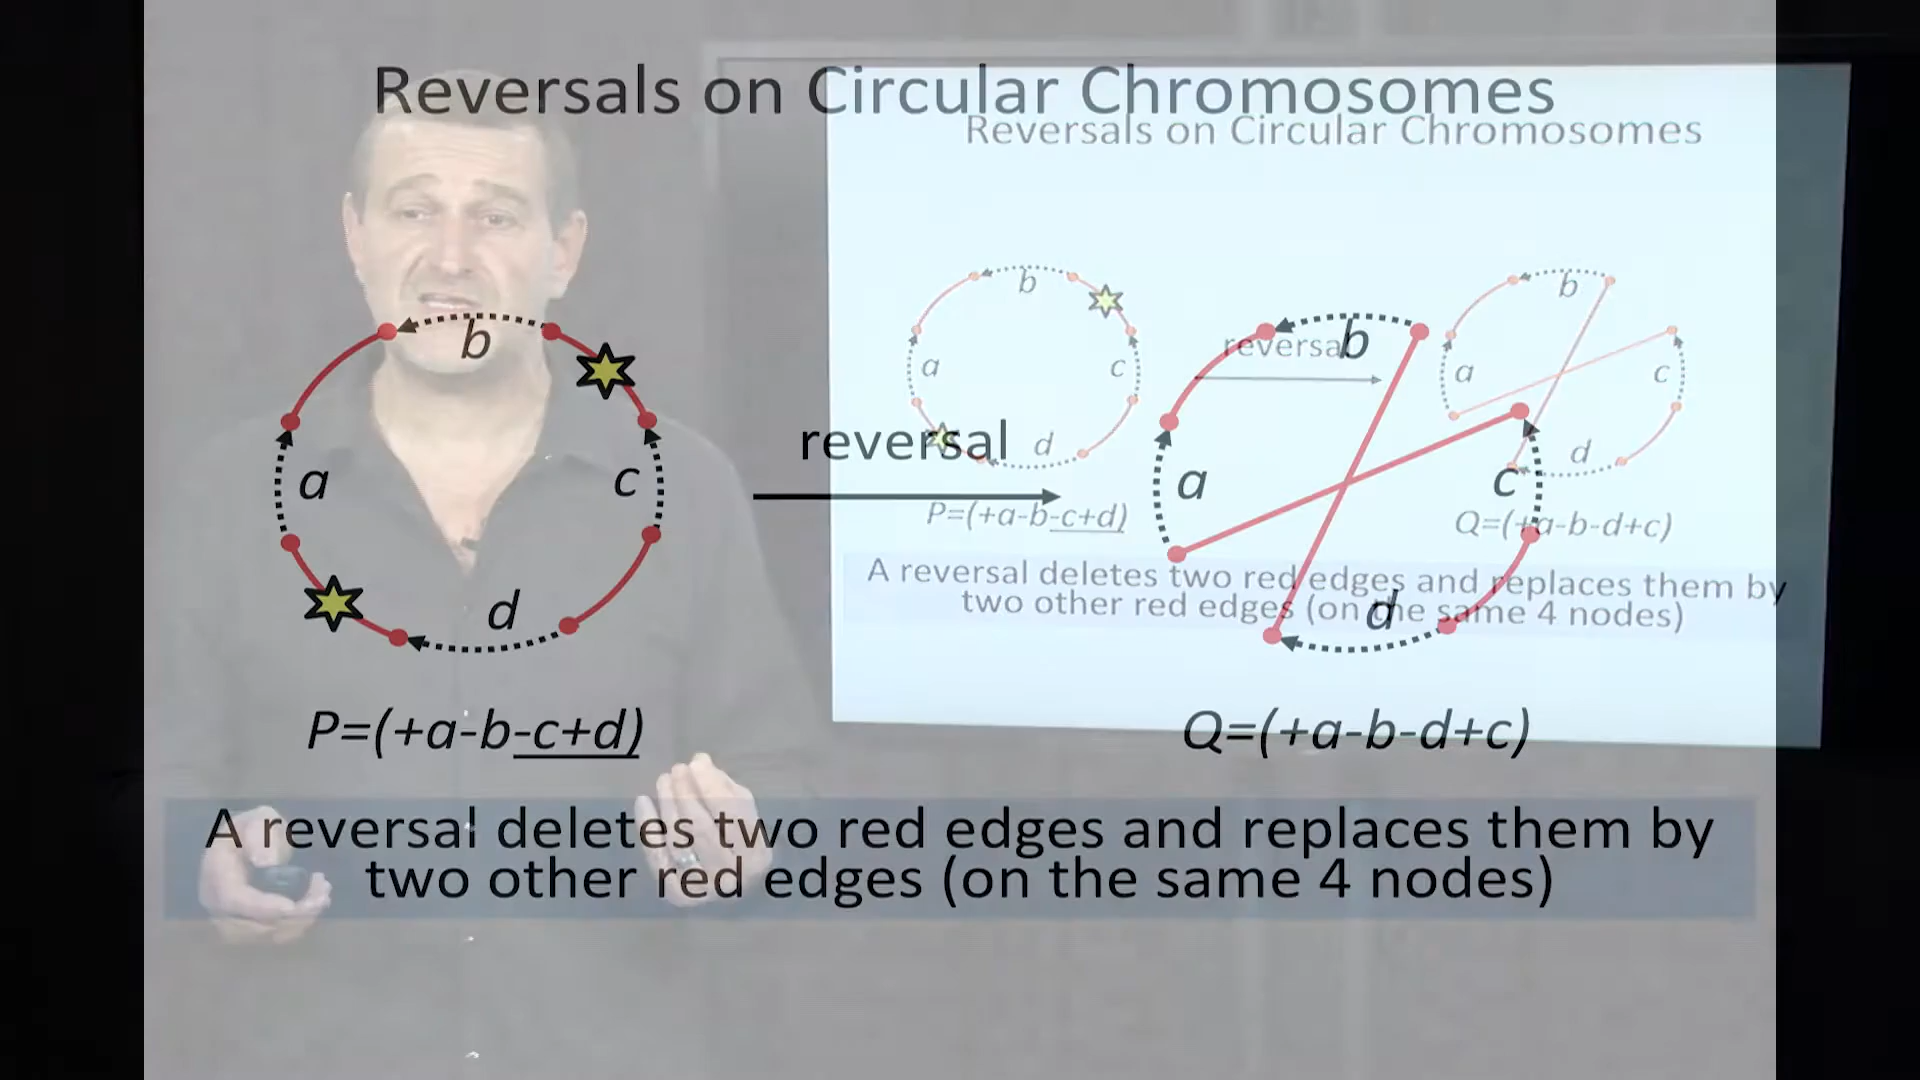 Reversals on Circular Chromosomes
b
a
c
d
reversal
b
a
c
d
P=(+a-b-c+d)
Q=(+a-b-d+c)
A reversal deletes two red edges and replaces them by
two other red edges (on the same 4 nodes)
Reversals on Circular Chromosomes
b
a
c
d
reversal
b
a
c
d
P=(+a-b-c+d)
Q=(+a-b-d+c)
A reversal deletes two red edges and replaces them by
two other red edges (on the same 4 nodes)